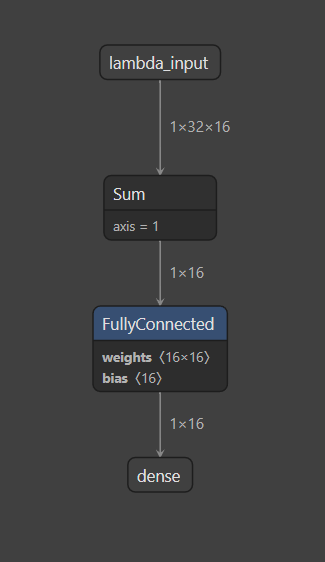 lambda_input
1×32×16
Sum
axis = 1
1×16
FullyConnected
weights 〈16×16〉
bias 〈16〉
1×16
dense